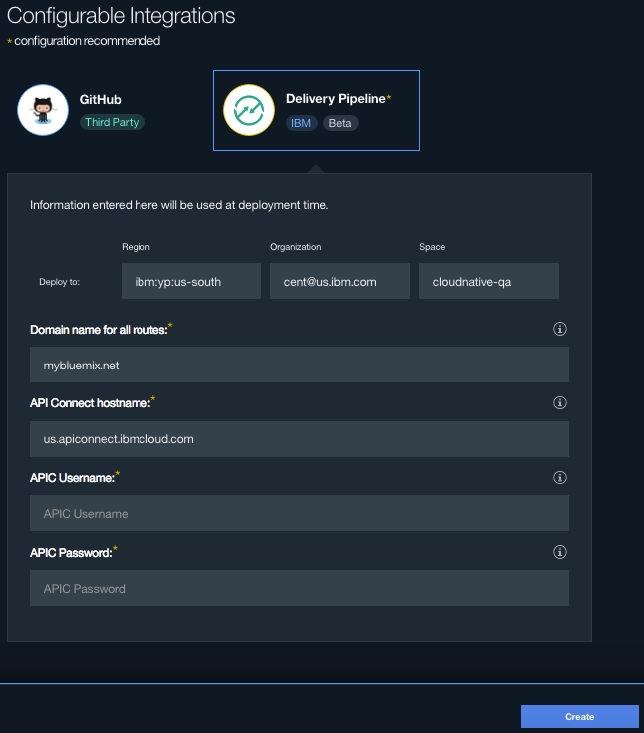 Configurable Integrations
* configuration recommended
GitHub
Third Party
Delivery Pipeline*
IBM Beta
Information entered here will be used at deployment time.
Region Organization Space
Deploy to: ibm:yp:us-south cent@us.ibm.com cloudnative-qa
Domain name for all routes:*
mybluemix.net
API Connect hostname:*
us.apiconnect.ibmcloud.com
APIC Username:*
APIC Username
APIC Password:*
APIC Password
Create